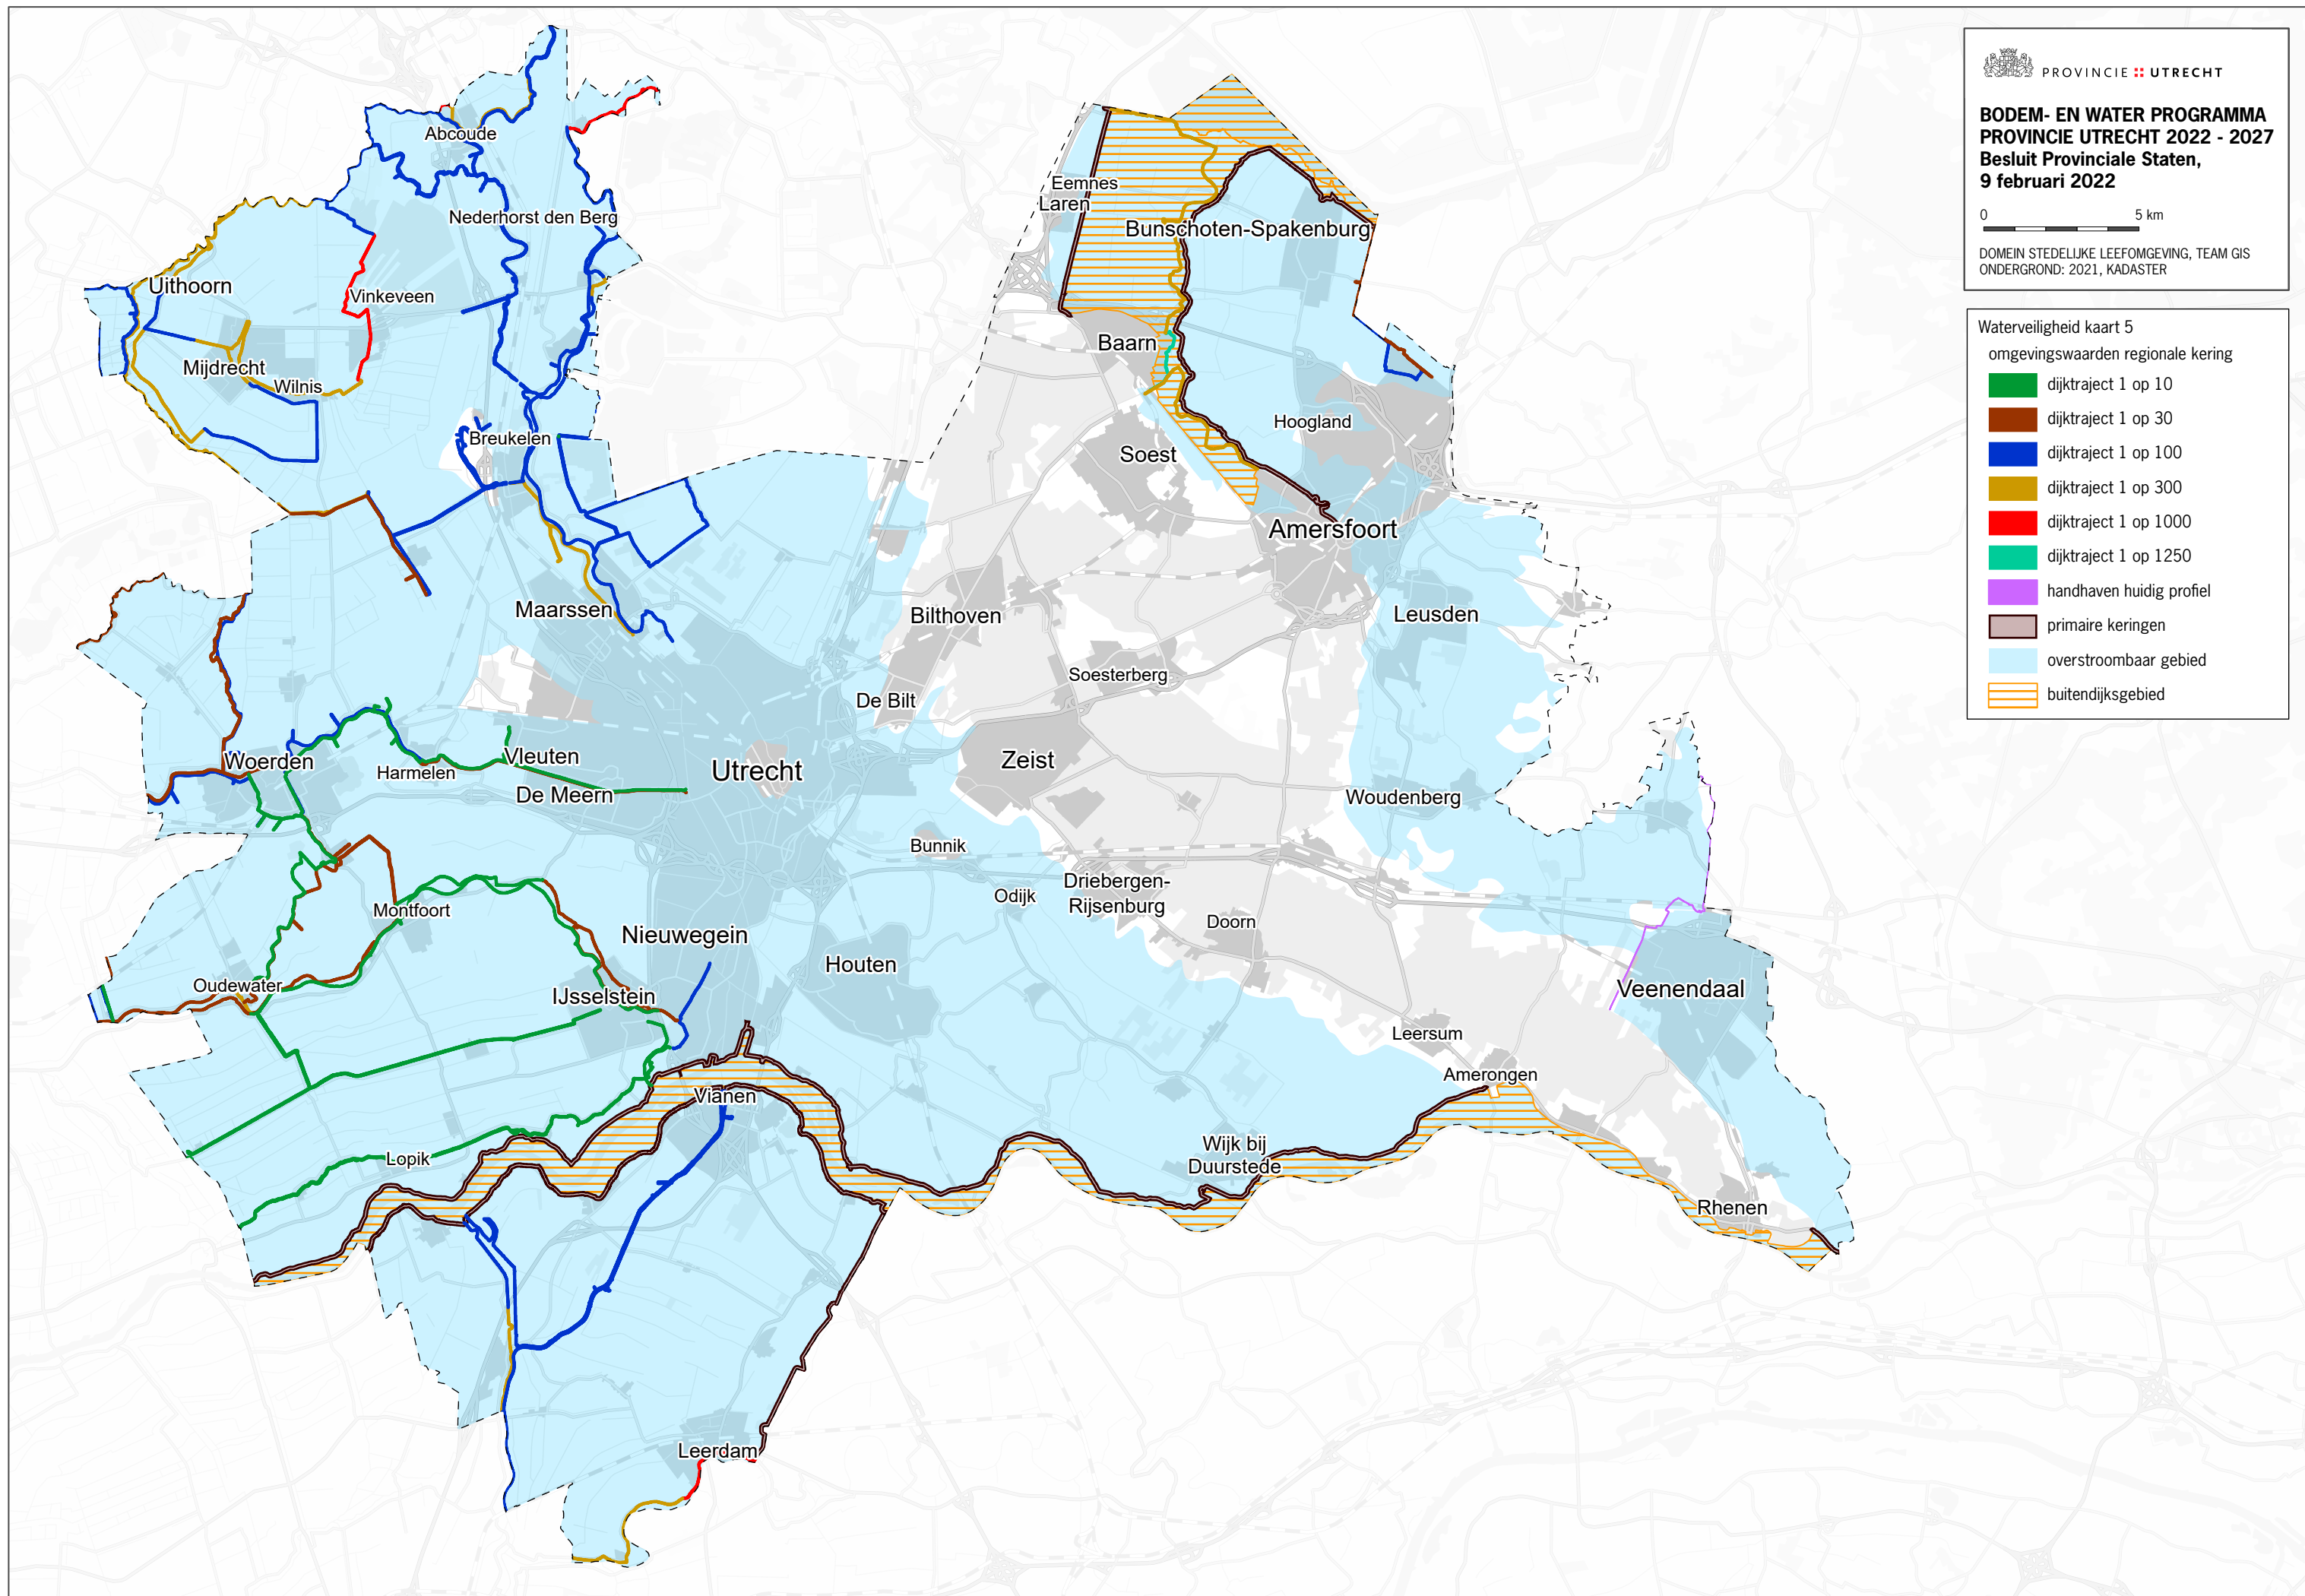 PROVINCIE UTRECHT
BODEM- EN WATER PROGRAMMA
PROVINCIE UTRECHT 2022 - 2027
Besluit Provinciale Staten,
9 februari 2022
0 5 km
DOMEIN STEDELIJKE LEEFOMGEVING, TEAM GIS
ONDERGROND: 2021, KADASTER
Waterveiligheid kaart 5
omgevingswaarden regionale kering
dijktraject 1 op 10
dijktraject 1 op 30
dijktraject 1 op 100
dijktraject 1 op 300
dijktraject 1 op 1000
dijktraject 1 op 1250
handhaven huidig profiel
primaire keringen
overstroombaar gebied
buitendijksgebied
Abcoude
Eemnes
Laren
Nederhorst den Berg
Bunschoten-Spakenburg
Uithoorn
Vinkeveen
Baarn
Mijdrecht
Wilnis
Hoogland
Breukelen
Soest
Amersfoort
Maarssen
Bilthoven
Leusden
Soesterberg
De Bilt
Vleuten
Woerden
Harmelen
Utrecht
Zeist
De Meern
Woudenberg
Bunnik
Driebergen-
Rijsenburg
Odijk
Montfoort
Doorn
Nieuwegein
Houten
Oudewater
IJsselstein
Veenendaal
Leersum
Amerongen
Vianen
Lopik
Wijk bij
Duurstede
Rhenen
Leerdam